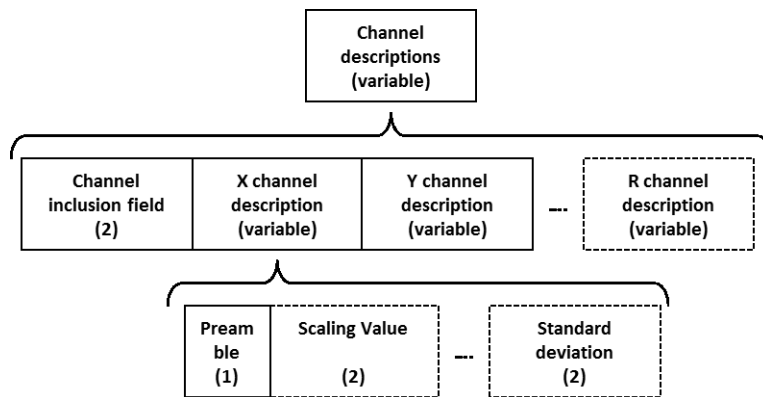 Channel
descriptions
(variable)
Channel
inclusion field
(2)
X channel
description
(variable)
Y channel
description
(variable)
....
R channel
description
(variable)
Pream
ble
(1)
Scaling Value
(2)
....
Standard
deviation
(2)